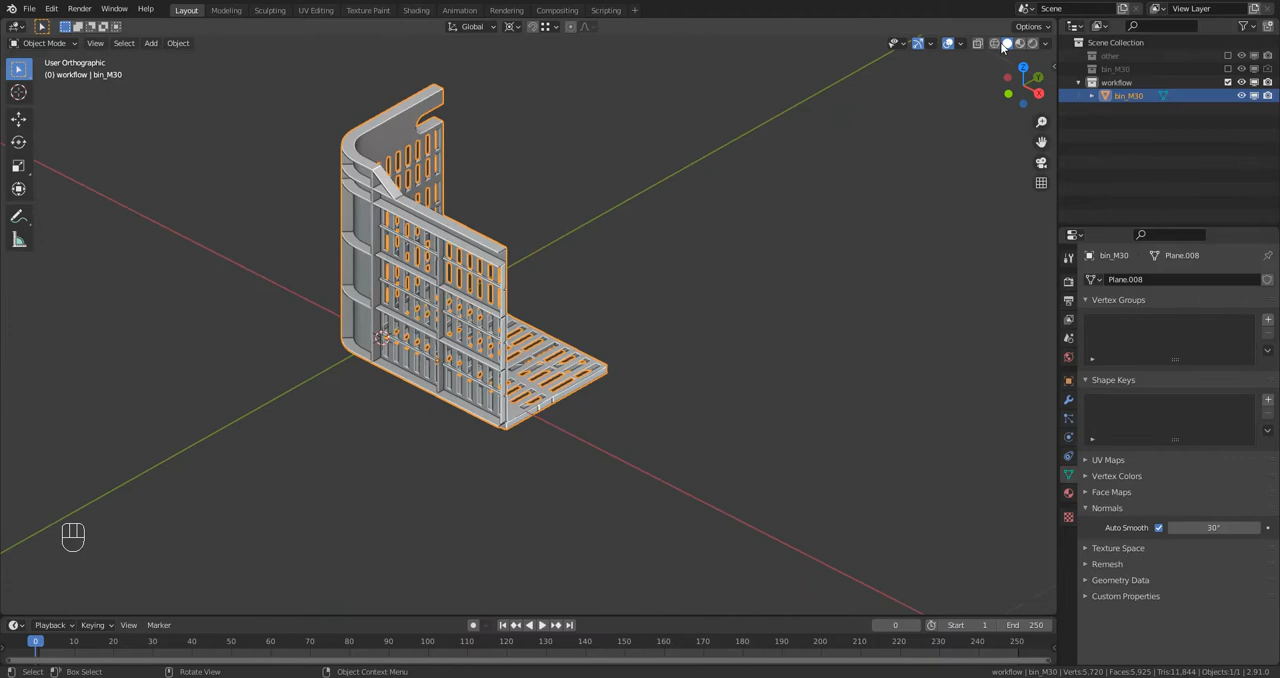 File Edit Render Window Help Layout Modeling Sculpting UV Editing Texture Paint Shading Animation Rendering Compositing Scripting + Scene View Layer
Global Options
Object Mode View Select Add Object
User Orthographic
(0) workflow | bin_M30
Z
Y
X
Scene Collection
other
bin_M30
workflow
bin_M30
bin_M30 Plane.008
Plane.008
Vertex Groups
Shape Keys
UV Maps
Vertex Colors
Face Maps
Normals
Auto Smooth 30°
Texture Space
Remesh
Geometry Data
Custom Properties
Playback Keying View Marker 0 Start 1 End 250
0 10 20 30 40 50 60 70 80 90 100 110 120 130 140 150 160 170 180 190 200 210 220 230 240 250
Select Box Select Rotate View Object Context Menu workflow | bin_M30 | Verts:5,720 | Faces:5,925 | Tris:11,844 | Objects:1/1 | 2.91.0